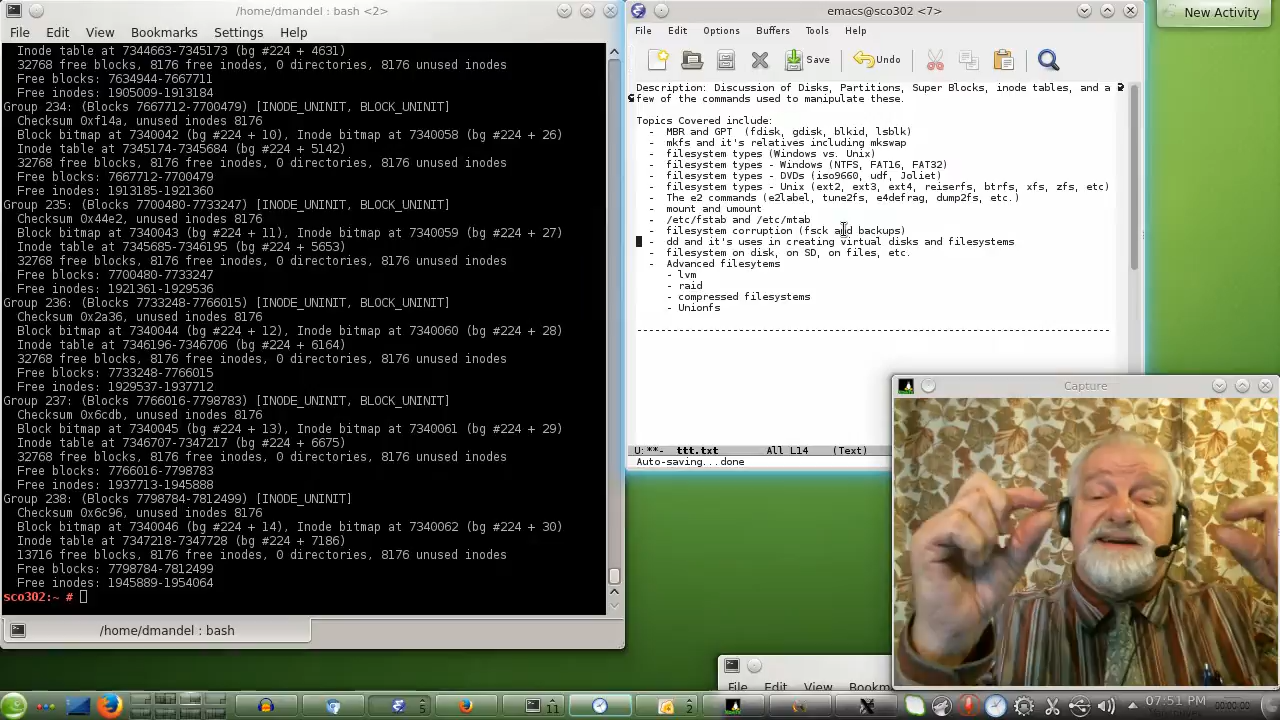 /home/dmandel : bash <2>
File Edit View Bookmarks Settings Help
Inode table at 7344663-7345173 (bg #224 + 4631)
32768 free blocks, 8176 free inodes, 0 directories, 8176 unused inodes
Free blocks: 7634944-7667711
Free inodes: 1905009-1913184
Group 234: (Blocks 7667712-7700479) [INODE_UNINIT, BLOCK_UNINIT]
Checksum 0xf14a, unused inodes 8176
Block bitmap at 7340042 (bg #224 + 10), Inode bitmap at 7340058 (bg #224 + 26)
Inode table at 7345174-7345684 (bg #224 + 5142)
32768 free blocks, 8176 free inodes, 0 directories, 8176 unused inodes
Free blocks: 7667712-7700479
Free inodes: 1913185-1921360
Group 235: (Blocks 7700480-7733247) [INODE_UNINIT, BLOCK_UNINIT]
Checksum 0x44e2, unused inodes 8176
Block bitmap at 7340043 (bg #224 + 11), Inode bitmap at 7340059 (bg #224 + 27)
Inode table at 7345685-7346195 (bg #224 + 5653)
32768 free blocks, 8176 free inodes, 0 directories, 8176 unused inodes
Free blocks: 7700480-7733247
Free inodes: 1921361-1929536
Group 236: (Blocks 7733248-7766015) [INODE_UNINIT, BLOCK_UNINIT]
Checksum 0x2a36, unused inodes 8176
Block bitmap at 7340044 (bg #224 + 12), Inode bitmap at 7340060 (bg #224 + 28)
Inode table at 7346196-7346706 (bg #224 + 6164)
32768 free blocks, 8176 free inodes, 0 directories, 8176 unused inodes
Free blocks: 7733248-7766015
Free inodes: 1929537-1937712
Group 237: (Blocks 7766016-7798783) [INODE_UNINIT, BLOCK_UNINIT]
Checksum 0x6cdb, unused inodes 8176
Block bitmap at 7340045 (bg #224 + 13), Inode bitmap at 7340061 (bg #224 + 29)
Inode table at 7346707-7347217 (bg #224 + 6675)
32768 free blocks, 8176 free inodes, 0 directories, 8176 unused inodes
Free blocks: 7766016-7798783
Free inodes: 1937713-1945888
Group 238: (Blocks 7798784-7812499) [INODE_UNINIT]
Checksum 0x6c96, unused inodes 8176
Block bitmap at 7340046 (bg #224 + 14), Inode bitmap at 7340062 (bg #224 + 30)
Inode table at 7347218-7347728 (bg #224 + 7186)
13716 free blocks, 8176 free inodes, 0 directories, 8176 unused inodes
Free blocks: 7798784-7812499
Free inodes: 1945889-1954064
sco302:~ #
/home/dmandel : bash
emacs@sco302 <7>
File Edit Options Buffers Tools Help
Save Undo
Description: Discussion of Disks, Partitions, Super Blocks, inode tables, and a
few of the commands used to manipulate these.
Topics Covered include:
- MBR and GPT (fdisk, gdisk, blkid, lsblk)
- mkfs and it's relatives including mkswap
- filesystem types (Windows vs. Unix)
- filesystem types - Windows (NTFS, FAT16, FAT32)
- filesystem types - DVDs (iso9660, udf, Joliet)
- filesystem types - Unix (ext2, ext3, ext4, reiserfs, btrfs, xfs, zfs, etc)
- The e2 commands (e2label, tune2fs, e4defrag, dump2fs, etc.)
- mount and umount
- /etc/fstab and /etc/mtab
- filesystem corruption (fsck and backups)
- dd and it's uses in creating virtual disks and filesystems
- filesystem on disk, on SD, on files, etc.
- Advanced filesytems
- lvm
- raid
- compressed filesystems
- Unionfs
--------------------------------------------------------------------------------
U:**- ttt.txt All L14 (Text)
Auto-saving...done
New Activity
Capture
File Edit View Bookm
5
11
2
07:51 PM